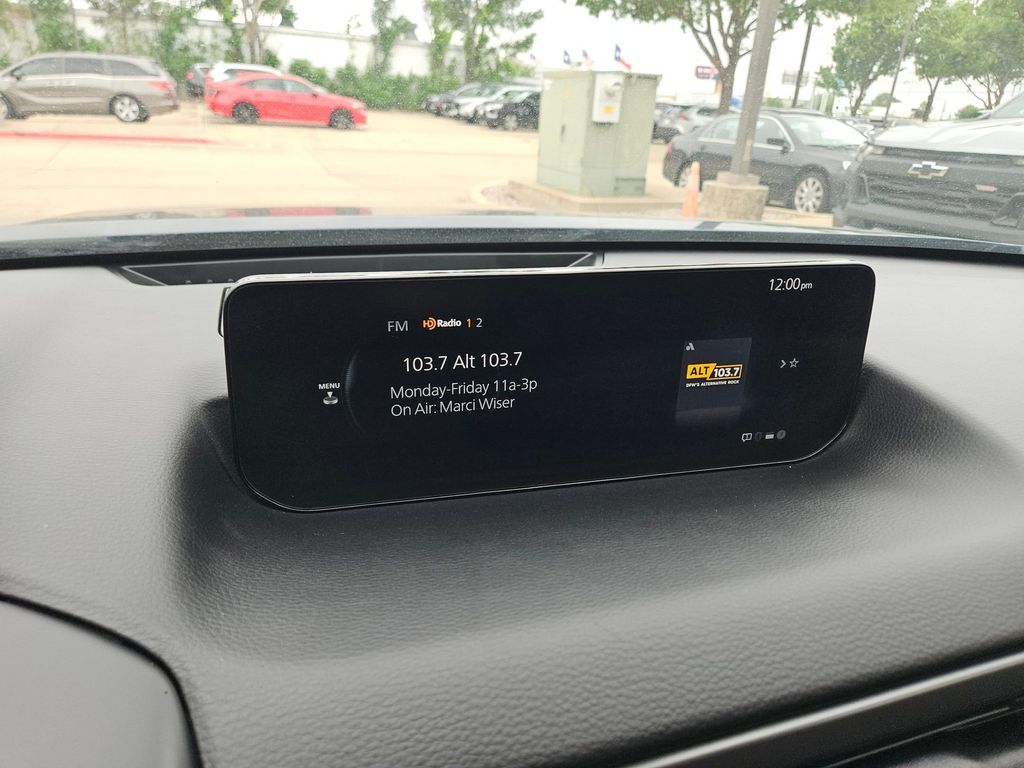 12:00pm
FM HD Radio 1 2
103.7 Alt 103.7
MENU
Monday-Friday 11a-3p
On Air: Marci Wiser
ALT 103.7
DFW'S ALTERNATIVE ROCK